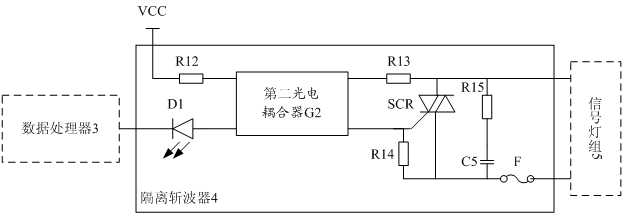 VCC
R12
R13
R15
D1
第二光电
耦合器G2
SCR
数据处理器3
信号灯组5
R14
C5
F
隔离斩波器4